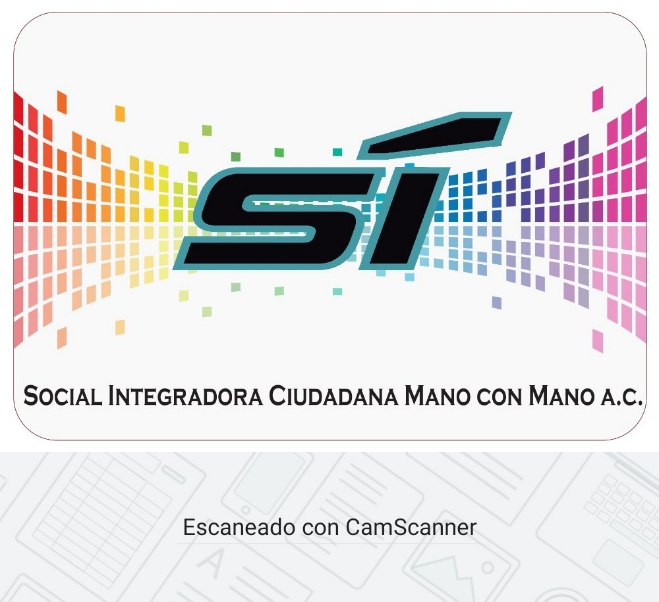 SÍ
SOCIAL INTEGRADORA CIUDADANA MANO CON MANO A.C.
Escaneado con CamScanner